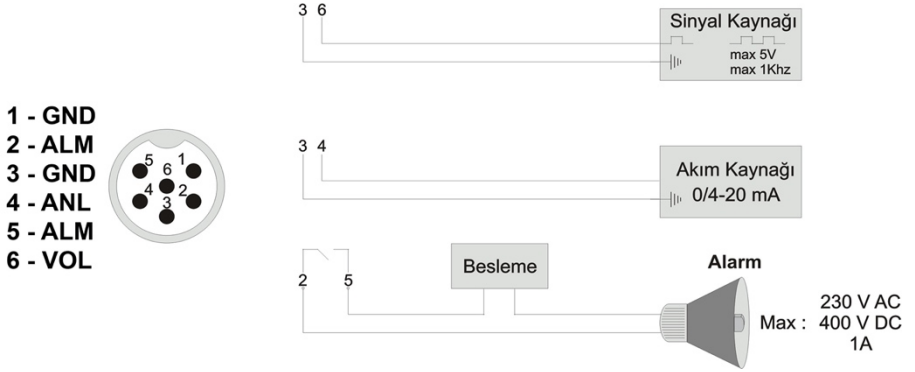 1 - GND
2 - ALM
3 - GND
4 - ANL
5 - ALM
6 - VOL
5
1
6
4
2
3
3 6
Sinyal Kaynağı
max 5V
max 1Khz
3 4
Akım Kaynağı
0/4-20 mA
2 5
Besleme
Alarm
230 V AC
Max : 400 V DC
1A